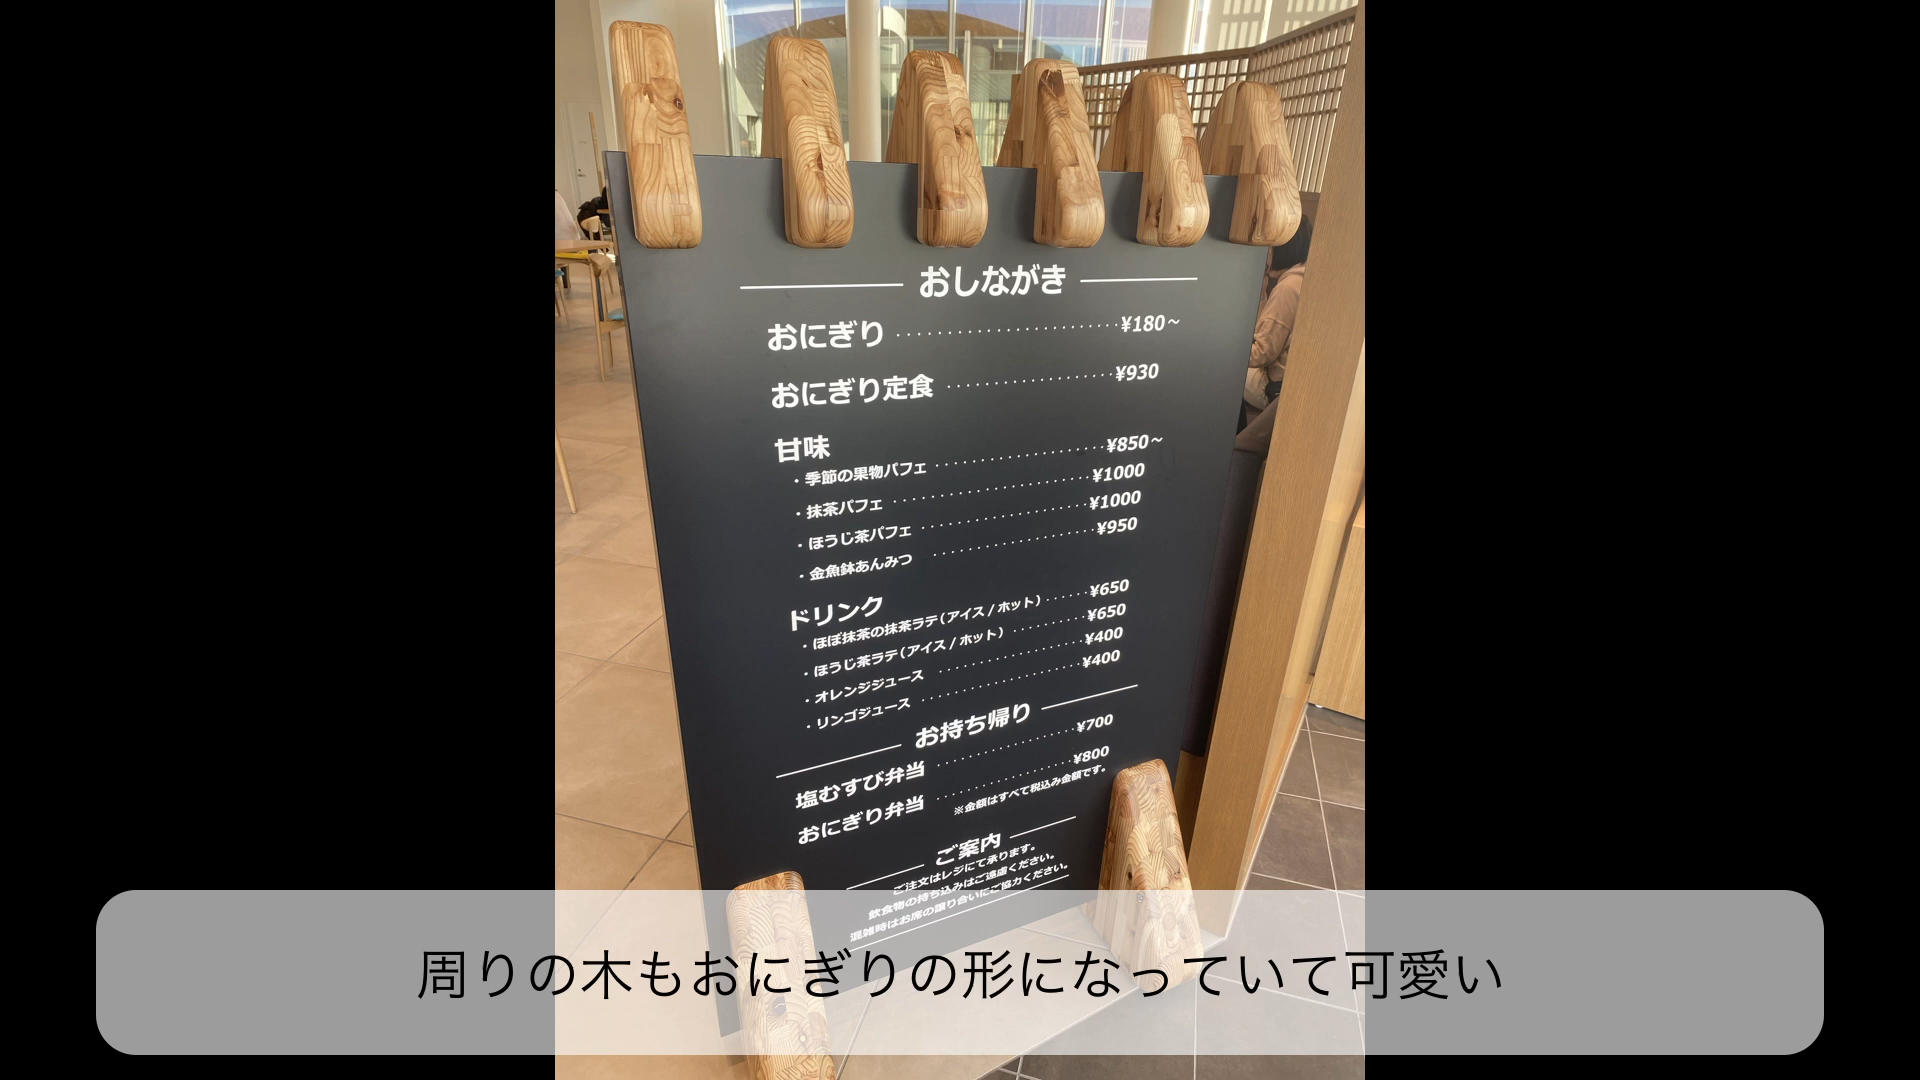 おしながき
おにぎり ¥180~
おにぎり定食 ¥930
甘味
・季節の果物パフェ ¥850~
・抹茶パフェ ¥1000
・ほうじ茶パフェ ¥1000
・金魚鉢あんみつ ¥950
ドリンク
・ほぼ抹茶の抹茶ラテ(アイス/ホット) ¥650
・ほうじ茶ラテ(アイス/ホット) ¥650
・オレンジジュース ¥400
・リンゴジュース ¥400
お持ち帰り
塩むすび弁当 ¥700
おにぎり弁当 ¥800
※金額はすべて税込み金額です。
ご案内
ご注文はレジにて承ります。
飲食物の持ち込みはご遠慮ください。
混雑時はお席の譲り合いにご協力ください。
周りの木もおにぎりの形になっていて可愛い